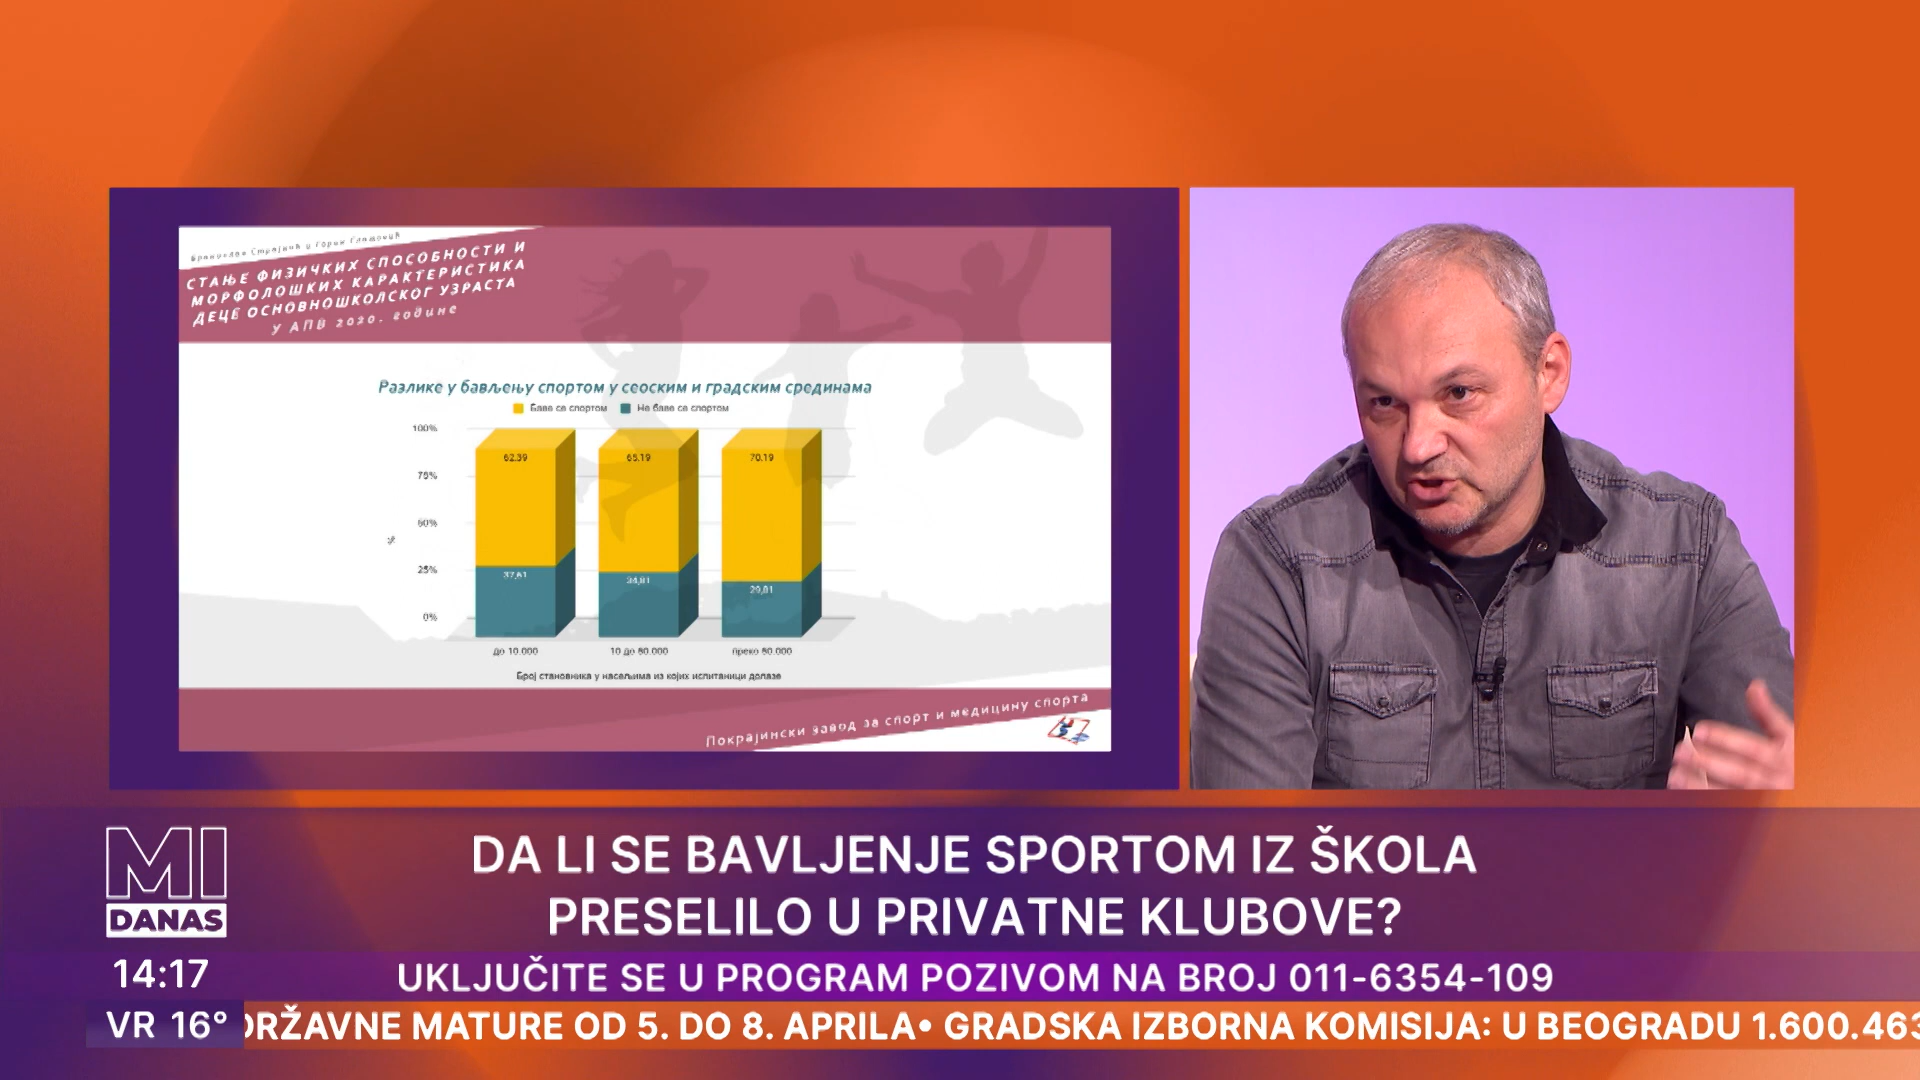 СТАЊЕ ФИЗИЧКИХ СПОСОБНОСТИ И
МОРФОЛОШКИХ КАРАКТЕРИСТИКА
ДЕЦЕ ОСНОВНОШКОЛСКОГ УЗРАСТА
У АПВ 2020. године
Разлике у бављењу спортом у сеоским и градским срединама
Баве се спортом Не баве се спортом
100%
75%
50%
25%
0%
%
62.39 65.19 70.19
37,61 34,81 29,81
до 10.000 10 до 80.000 преко 80.000
Број становника у насељима из којих испитаници долазе
Покрајински завод за спорт и медицину спорта
DA LI SE BAVLJENJE SPORTOM IZ ŠKOLA
PRESELILO U PRIVATNE KLUBOVE?
MI
DANAS
14:17
UKLJUČITE SE U PROGRAM POZIVOM NA BROJ 011-6354-109
VR 16°
DRŽAVNE MATURE OD 5. DO 8. APRILA• GRADSKA IZBORNA KOMISIJA: U BEOGRADU 1.600.463